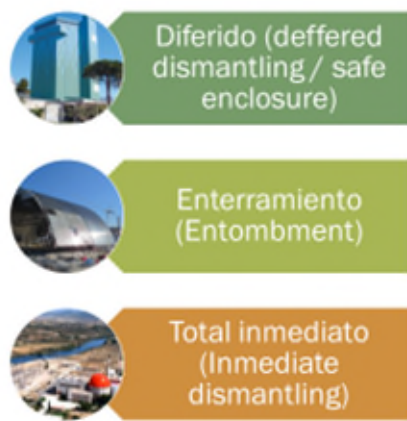 Diferido (deffered
dismantling / safe
enclosure)
Enterramiento
(Entombment)
Total inmediato
(Inmediate
dismantling)